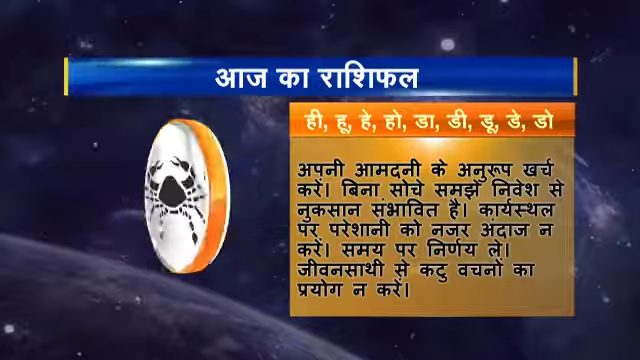 आज का राशिफल
ही, हू, हे, हो, डा, डी, डू, डे, डो
अपनी आमदनी के अनुरूप खर्च
करें। बिना सोचे समझे निवेश से
नुकसान संभावित है। कार्यस्थल
पर परेशानी को नजर अंदाज न
करें। समय पर निर्णय ले।
जीवनसाथी से कटु वचनों का
प्रयोग न करें।